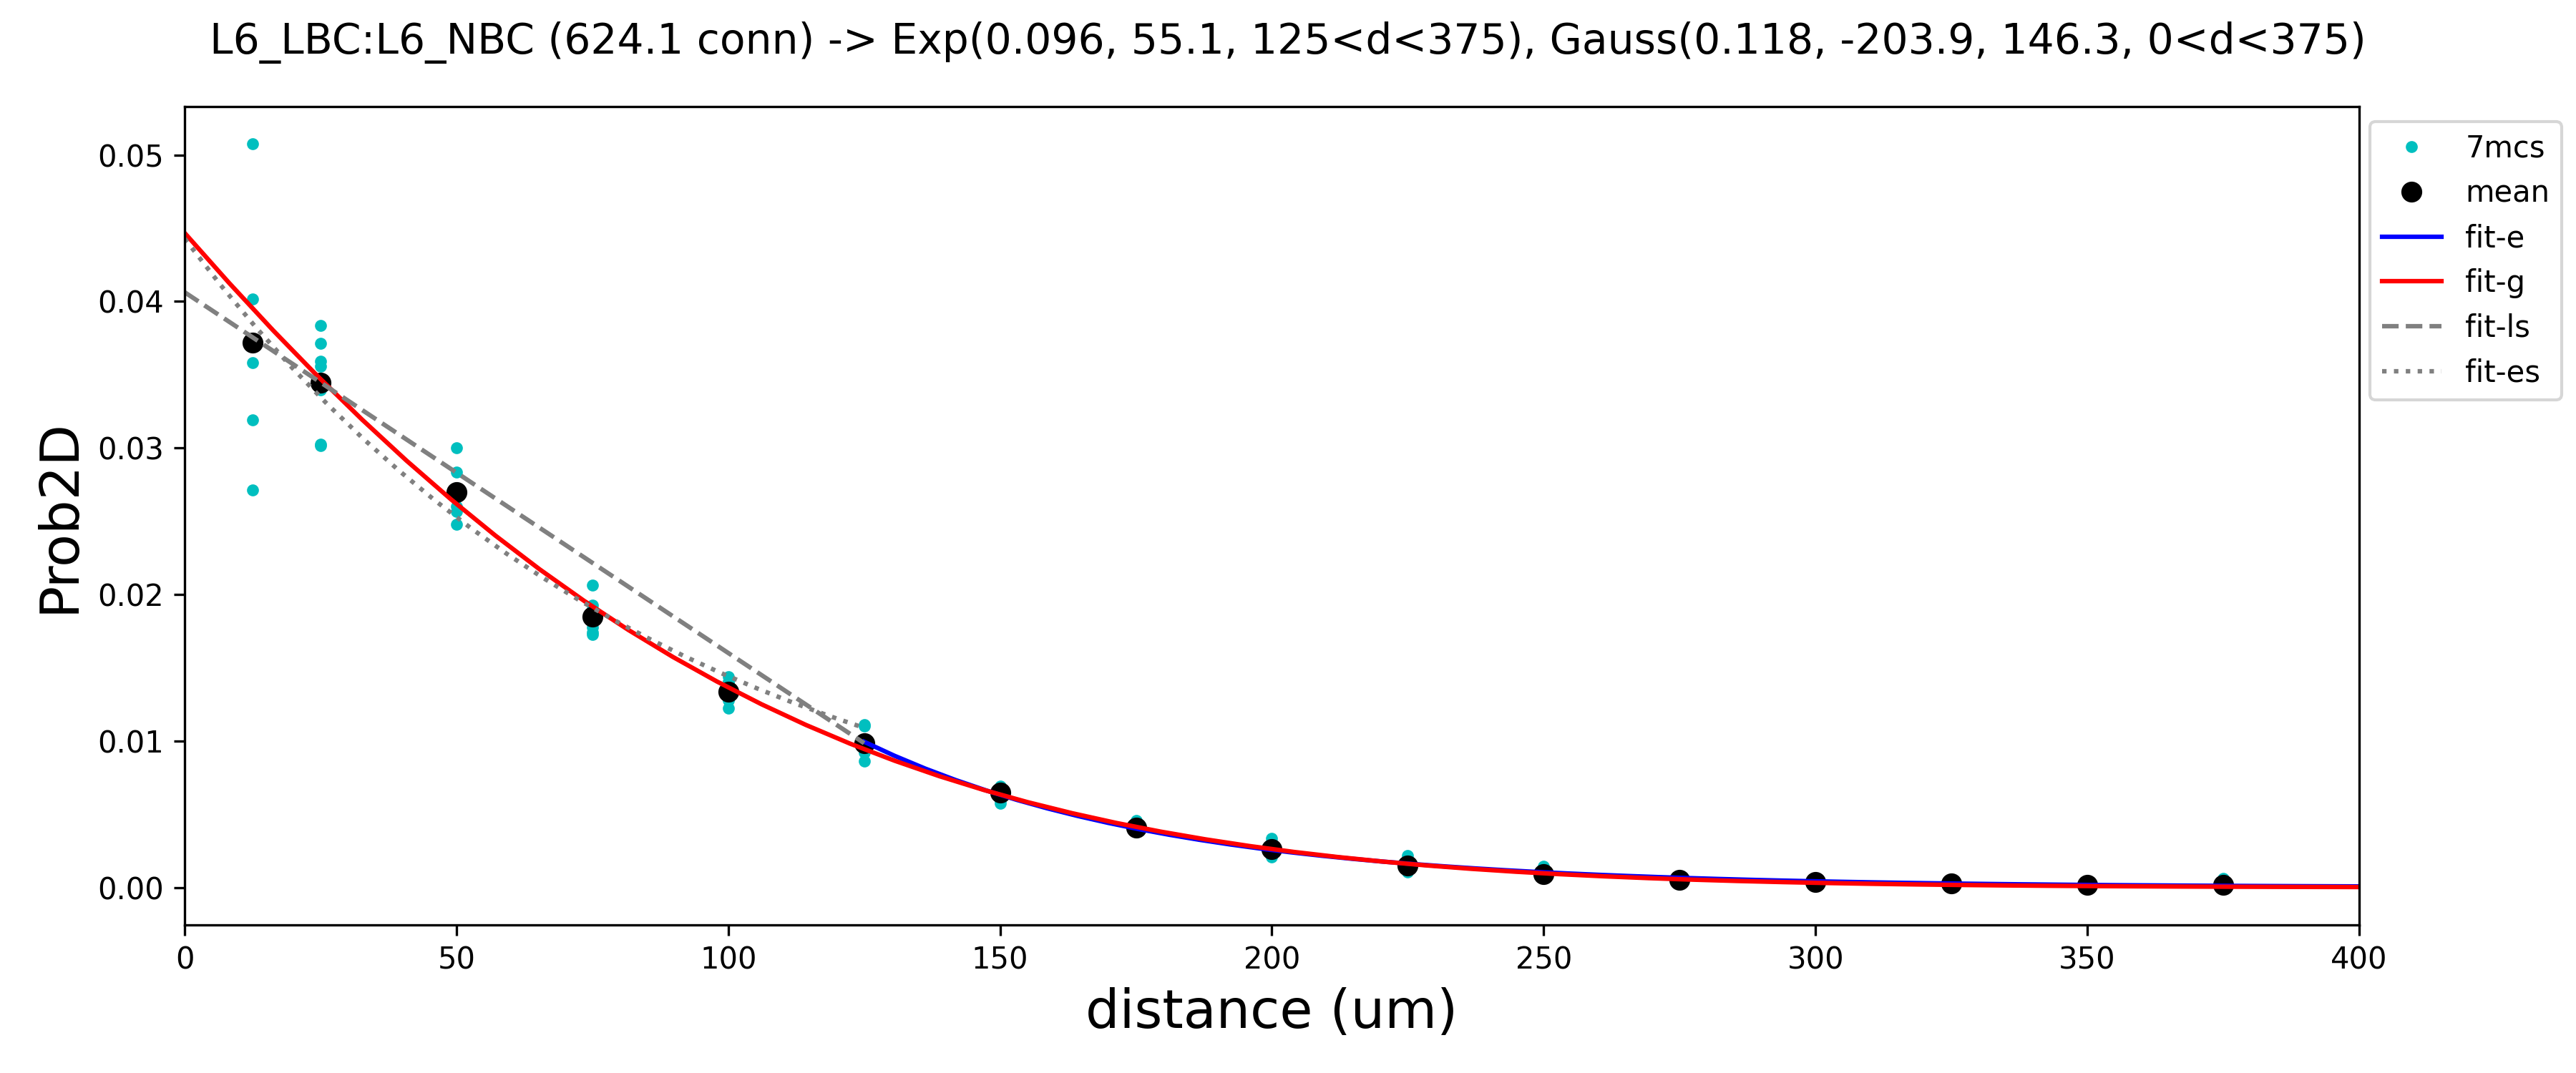 L6_LBC:L6_NBC (624.1 conn) -> Exp(0.096, 55.1, 125<d<375), Gauss(0.118, -203.9, 146.3, 0<d<375)
7mcs
mean
fit-e
fit-g
fit-ls
fit-es
Prob2D
0.05
0.04
0.03
0.02
0.01
0.00
0 50 100 150 200 250 300 350 400
distance (um)